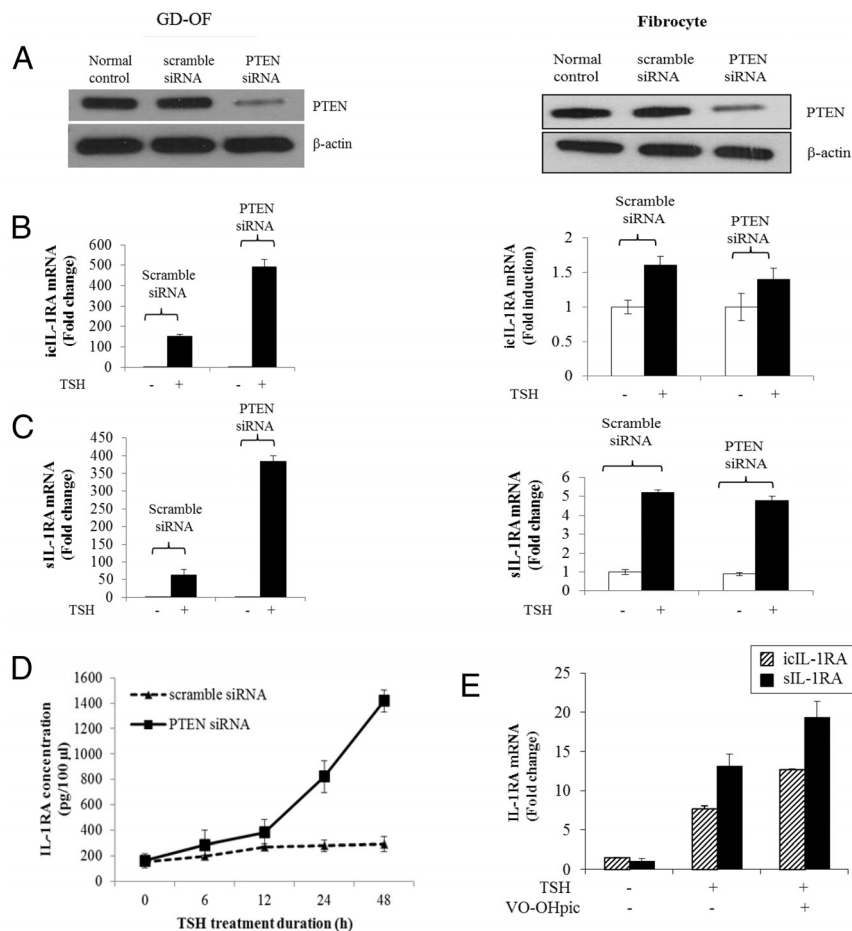 GD-OF
Fibrocyte
A
Normal control
scramble siRNA
PTEN siRNA
PTEN
β-actin
Normal control
scramble siRNA
PTEN siRNA
PTEN
β-actin
B
icIL-1RA mRNA
(Fold change)
600
500
400
300
200
100
0
Scramble siRNA
PTEN siRNA
TSH - + - +
icIL-1RA mRNA
(Fold induction)
2
1.5
1
0.5
0
Scramble siRNA
PTEN siRNA
TSH - + - +
C
sIL-1RA mRNA
(Fold change)
450
400
350
300
250
200
150
100
50
0
Scramble siRNA
PTEN siRNA
TSH - + - +
sIL-1RA mRNA
(Fold change)
6
5
4
3
2
1
0
Scramble siRNA
PTEN siRNA
TSH - + - +
D
IL-1RA concentration
(pg/100 µl)
1600
1400
1200
1000
800
600
400
200
0
scramble siRNA
PTEN siRNA
0 6 12 24 48
TSH treatment duration (h)
E
icIL-1RA
sIL-1RA
IL-1RA mRNA
(Fold change)
25
20
15
10
5
0
TSH - + +
VO-OHpic - - +